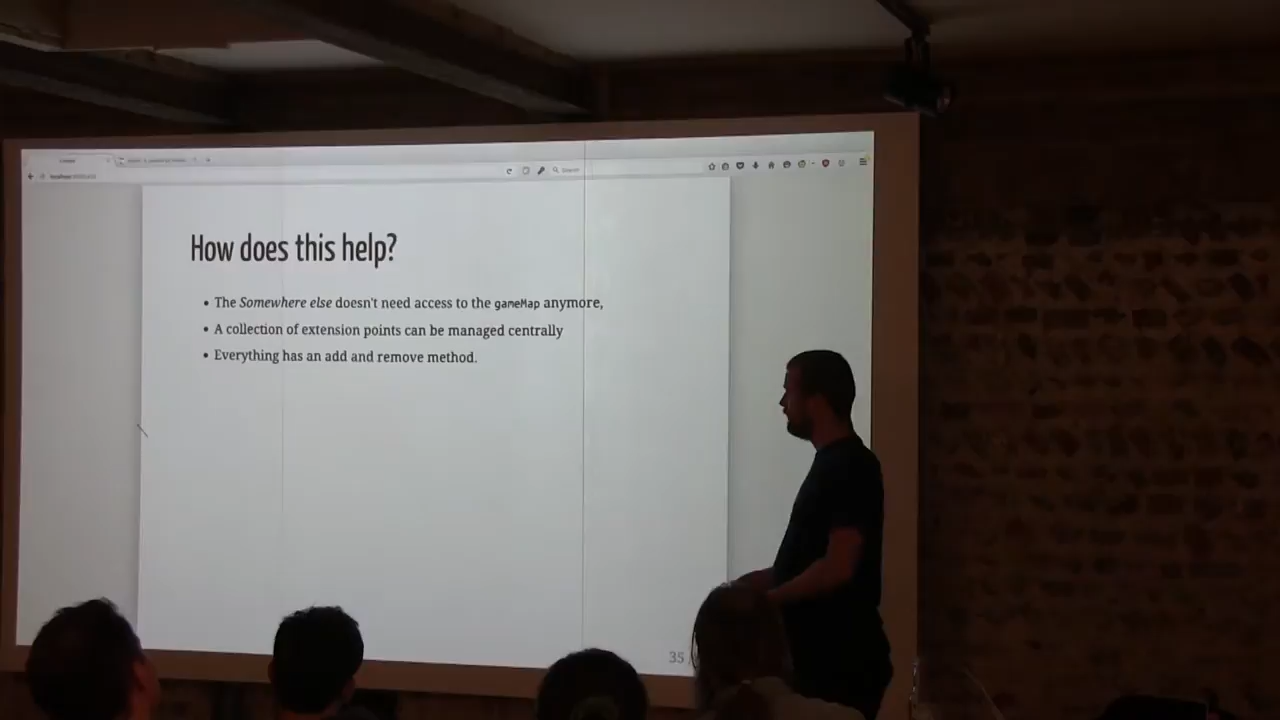 Search
How does this help?
• The Somewhere else doesn't need access to the gameMap anymore,
• A collection of extension points can be managed centrally
• Everything has an add and remove method.
35